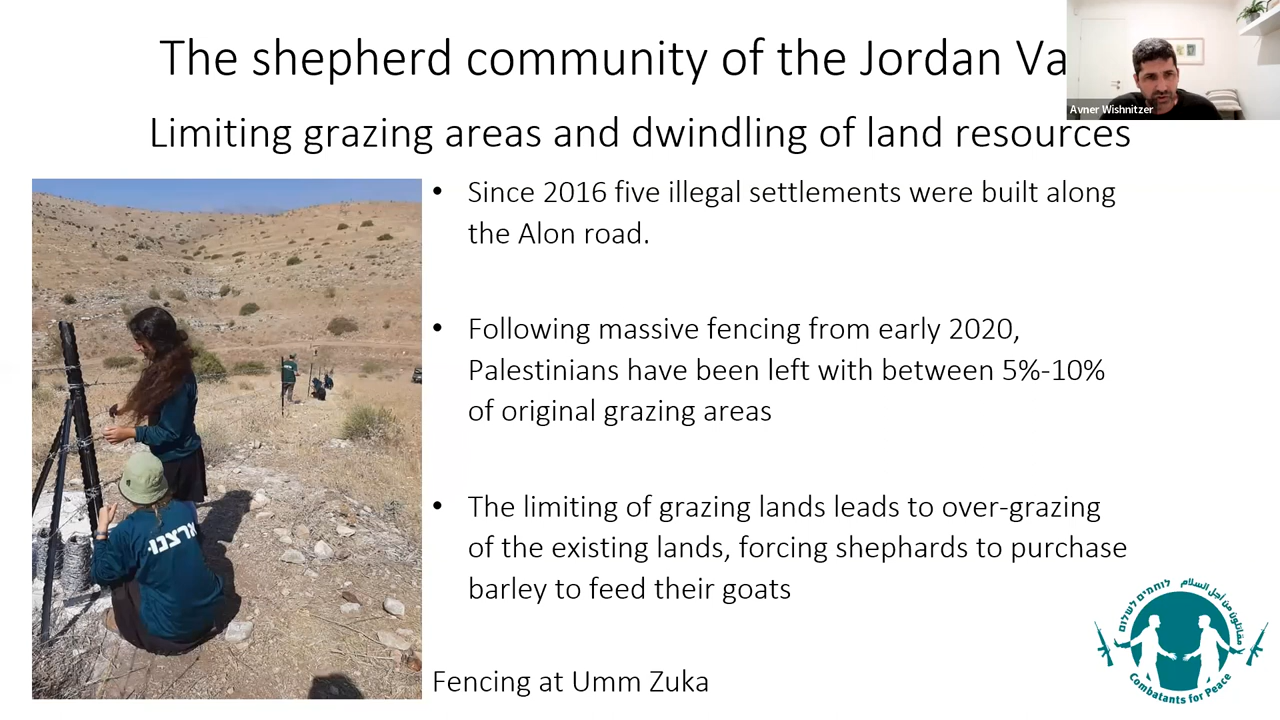 The shepherd community of the Jordan Va
Avner Wishnitzer
Limiting grazing areas and dwindling of land resources
• Since 2016 five illegal settlements were built along
the Alon road.
• Following massive fencing from early 2020,
Palestinians have been left with between 5%-10%
of original grazing areas
• The limiting of grazing lands leads to over-grazing
of the existing lands, forcing shephards to purchase
barley to feed their goats
Fencing at Umm Zuka
ארצנו
לוחמים לשלום
مقاتلون من أجل السلام
Combatants for Peace